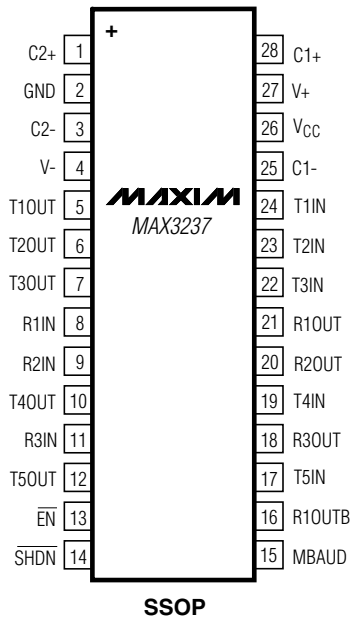 +
C2+ 1 28 C1+
GND 2 27 V+
C2- 3 26 VCC
V- 4 25 C1-
MAXIM
T1OUT 5 24 T1IN
MAX3237
T2OUT 6 23 T2IN
T3OUT 7 22 T3IN
R1IN 8 21 R1OUT
R2IN 9 20 R2OUT
T4OUT 10 19 T4IN
R3IN 11 18 R3OUT
T5OUT 12 17 T5IN
E̅N̅ 13 16 R1OUTB
S̅H̅D̅N̅ 14 15 MBAUD
SSOP